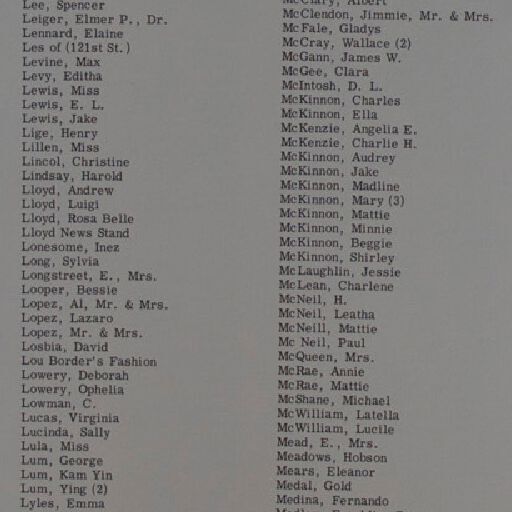 Lee, Spencer
Leiger, Elmer P., Dr.
Lennard, Elaine
Les of (121st St.)
Levine, Max
Levy, Editha
Lewis, Miss
Lewis, E. L.
Lewis, Jake
Lige, Henry
Lillen, Miss
Lincol, Christine
Lindsay, Harold
Lloyd, Andrew
Lloyd, Luigi
Lloyd, Rosa Belle
Lloyd News Stand
Lonesome, Inez
Long, Sylvia
Longstreet, E., Mrs.
Looper, Bessie
Lopez, Al, Mr. & Mrs.
Lopez, Lazaro
Lopez, Mr. & Mrs.
Losbia, David
Lou Border's Fashion
Lowery, Deborah
Lowery, Ophelia
Lowman, C.
Lucas, Virginia
Lucinda, Sally
Lula, Miss
Lum, George
Lum, Kam Yin
Lum, Ying (2)
Lyles, Emma
McClary, Albert
McClendon, Jimmie, Mr. & Mrs.
McFale, Gladys
McCray, Wallace (2)
McGann, James W.
McGee, Clara
McIntosh, D. L.
McKinnon, Charles
McKinnon, Ella
McKenzie, Angelia E.
McKenzie, Charlie H.
McKinnon, Audrey
McKinnon, Jake
McKinnon, Madline
McKinnon, Mary (3)
McKinnon, Mattie
McKinnon, Minnie
McKinnon, Beggie
McKinnon, Shirley
McLaughlin, Jessie
McLean, Charlene
McNeil, H.
McNeil, Leatha
McNeill, Mattie
Mc Neil, Paul
McQueen, Mrs.
McRae, Annie
McRae, Mattie
McShane, Michael
McWilliam, Latella
McWilliam, Lucile
Mead, E., Mrs.
Meadows, Hobson
Mears, Eleanor
Medal, Gold
Medina, Fernando